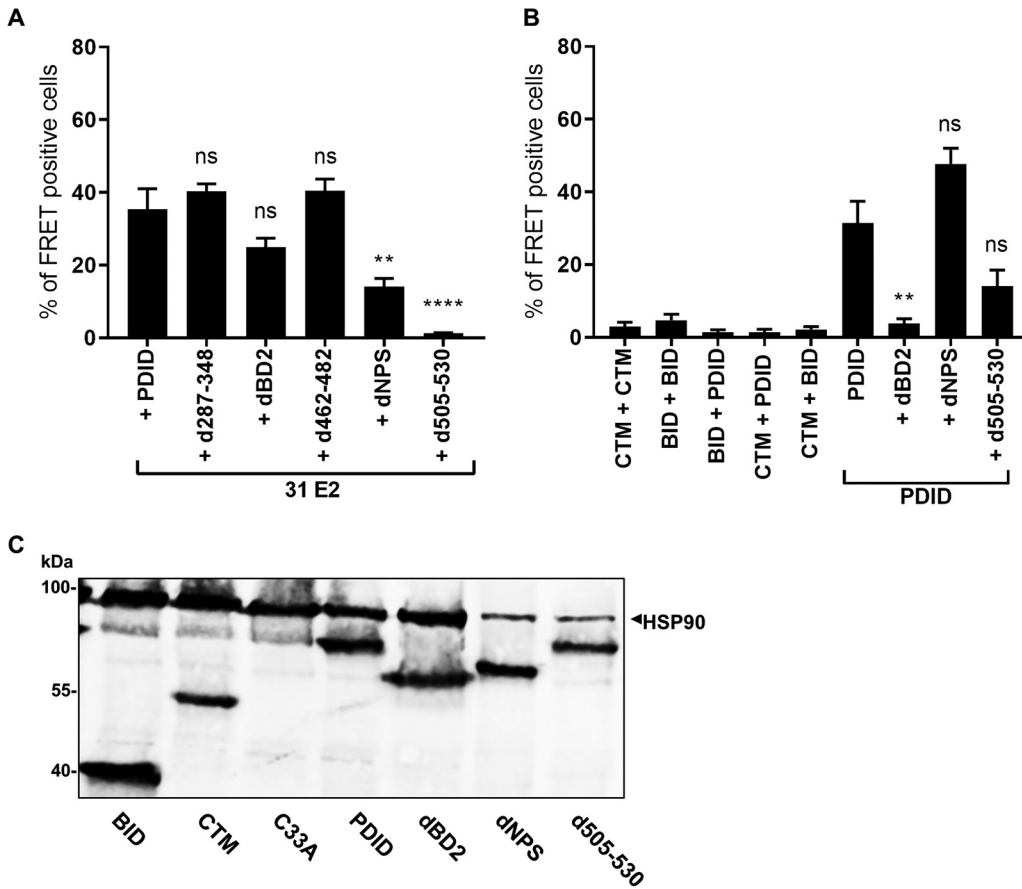 A
% of FRET positive cells
80
60
40
20
0
ns
ns
ns
**
****
+ PDID
+ d287-348
+ dBD2
+ d462-482
+ dNPS
+ d505-530
31 E2
B
% of FRET positive cells
80
60
40
20
0
**
ns
ns
CTM + CTM
BID + BID
BID + PDID
CTM + PDID
CTM + BID
PDID
+ dBD2
+ dNPS
+ d505-530
PDID
C
kDa
100-
55-
40-
HSP90
BID
CTM
C33A
PDID
dBD2
dNPS
d505-530